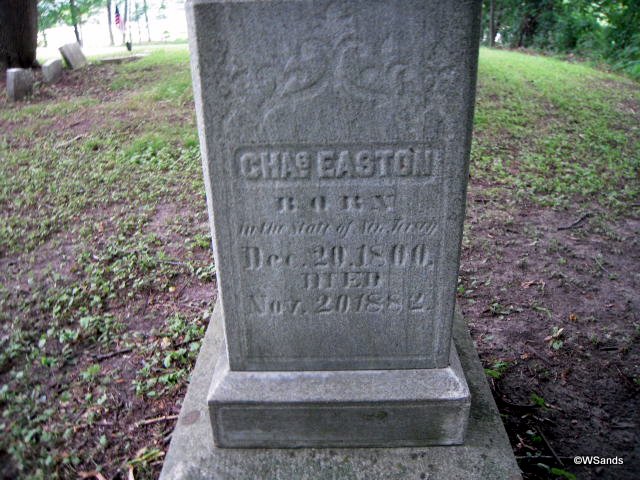 CHAS EASTON
BORN
In the state of New Jersey
Dec. 20, 1800.
DIED
Nov. 20 1882.
©WSands